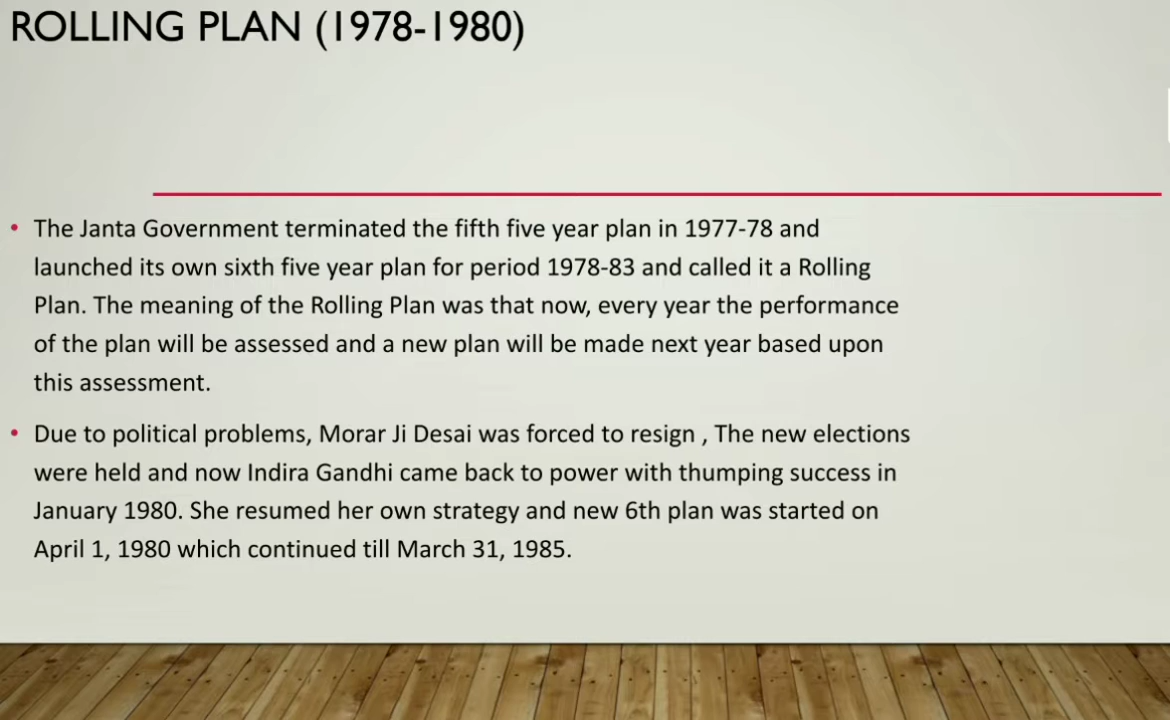 ROLLING PLAN (1978-1980)
• The Janta Government terminated the fifth five year plan in 1977-78 and
launched its own sixth five year plan for period 1978-83 and called it a Rolling
Plan. The meaning of the Rolling Plan was that now, every year the performance
of the plan will be assessed and a new plan will be made next year based upon
this assessment.
• Due to political problems, Morar Ji Desai was forced to resign , The new elections
were held and now Indira Gandhi came back to power with thumping success in
January 1980. She resumed her own strategy and new 6th plan was started on
April 1, 1980 which continued till March 31, 1985.